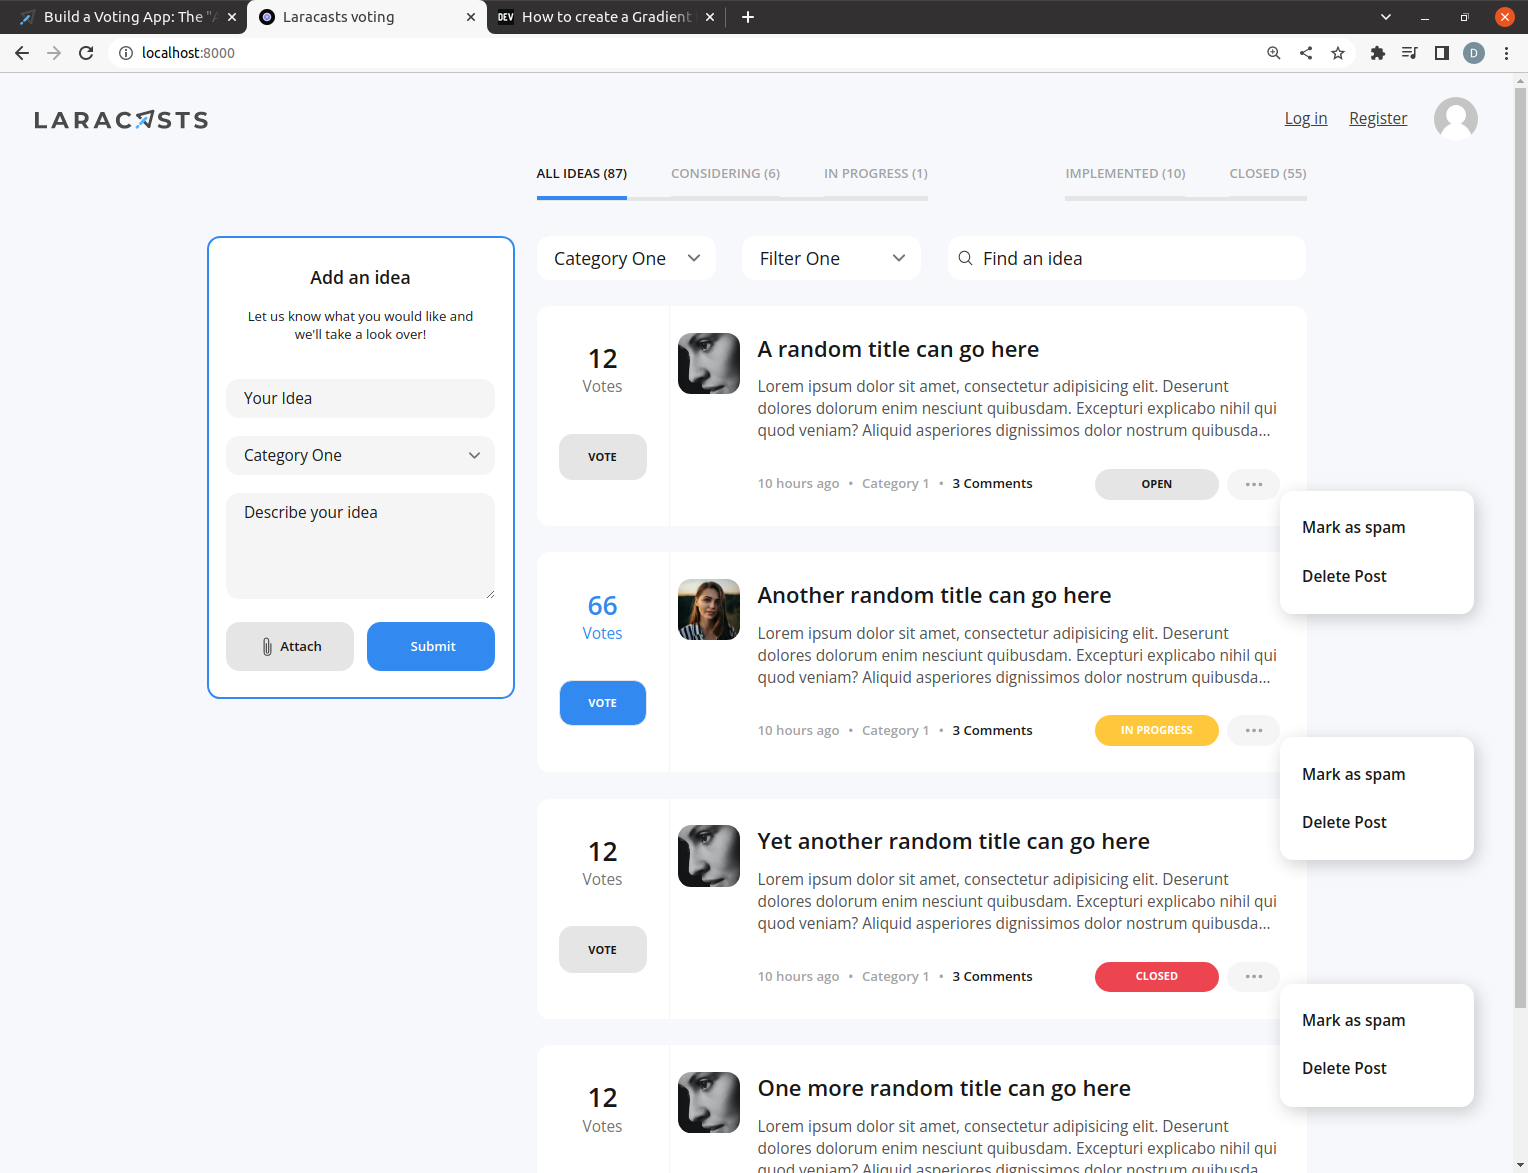 Build a Voting App: The "A
Laracasts voting
DEV How to create a Gradient
localhost:8000
D
LARACASTS
Log in
Register
ALL IDEAS (87)
CONSIDERING (6)
IN PROGRESS (1)
IMPLEMENTED (10)
CLOSED (55)
Add an idea
Let us know what you would like and
we'll take a look over!
Your Idea
Category One
Describe your idea
Attach
Submit
Category One
Filter One
Find an idea
12
Votes
VOTE
A random title can go here
Lorem ipsum dolor sit amet, consectetur adipisicing elit. Deserunt
dolores dolorum enim nesciunt quibusdam. Excepturi explicabo nihil qui
quod veniam? Aliquid asperiores dignissimos dolor nostrum quibusda...
10 hours ago • Category 1 • 3 Comments
OPEN
Mark as spam
Delete Post
66
Votes
VOTE
Another random title can go here
Lorem ipsum dolor sit amet, consectetur adipisicing elit. Deserunt
dolores dolorum enim nesciunt quibusdam. Excepturi explicabo nihil qui
quod veniam? Aliquid asperiores dignissimos dolor nostrum quibusda...
10 hours ago • Category 1 • 3 Comments
IN PROGRESS
Mark as spam
Delete Post
12
Votes
VOTE
Yet another random title can go here
Lorem ipsum dolor sit amet, consectetur adipisicing elit. Deserunt
dolores dolorum enim nesciunt quibusdam. Excepturi explicabo nihil qui
quod veniam? Aliquid asperiores dignissimos dolor nostrum quibusda...
10 hours ago • Category 1 • 3 Comments
CLOSED
Mark as spam
Delete Post
12
Votes
One more random title can go here
Lorem ipsum dolor sit amet, consectetur adipisicing elit. Deserunt
dolores dolorum enim nesciunt quibusdam. Excepturi explicabo nihil qui
quod veniam? Aliquid asperiores dignissimos dolor nostrum quibusda...